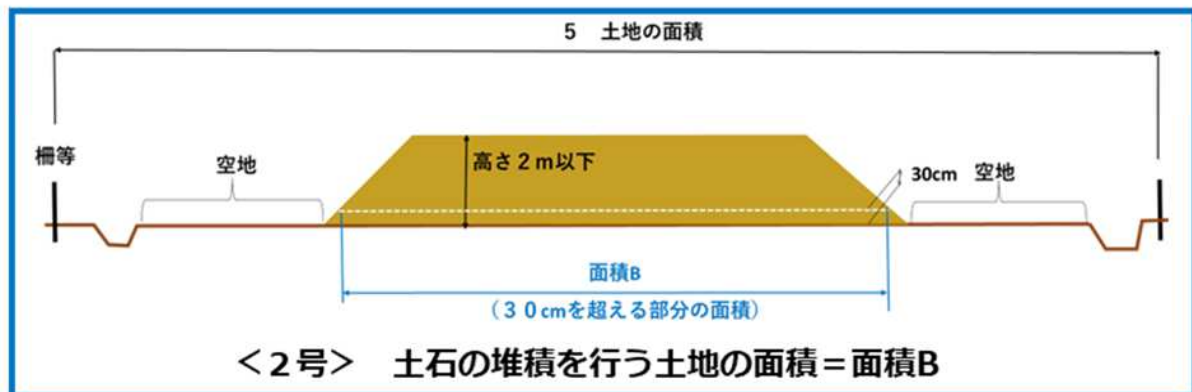 ５　土地の面積
柵等
空地
高さ２ｍ以下
30cm
空地
面積B
（３０cmを超える部分の面積）
＜２号＞　土石の堆積を行う土地の面積＝面積B